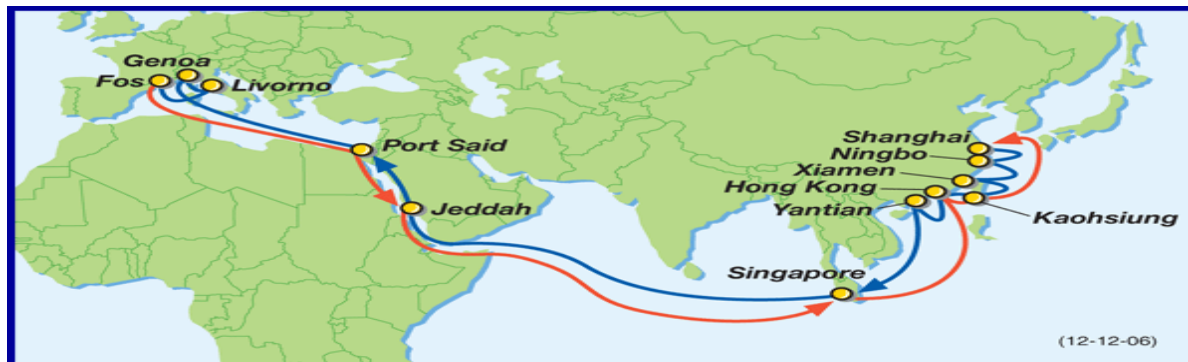 Genoa
Fos
Livorno
Port Said
Jeddah
Shanghai
Ningbo
Xiamen
Hong Kong
Yantian
Kaohsiung
Singapore
(12-12-06)